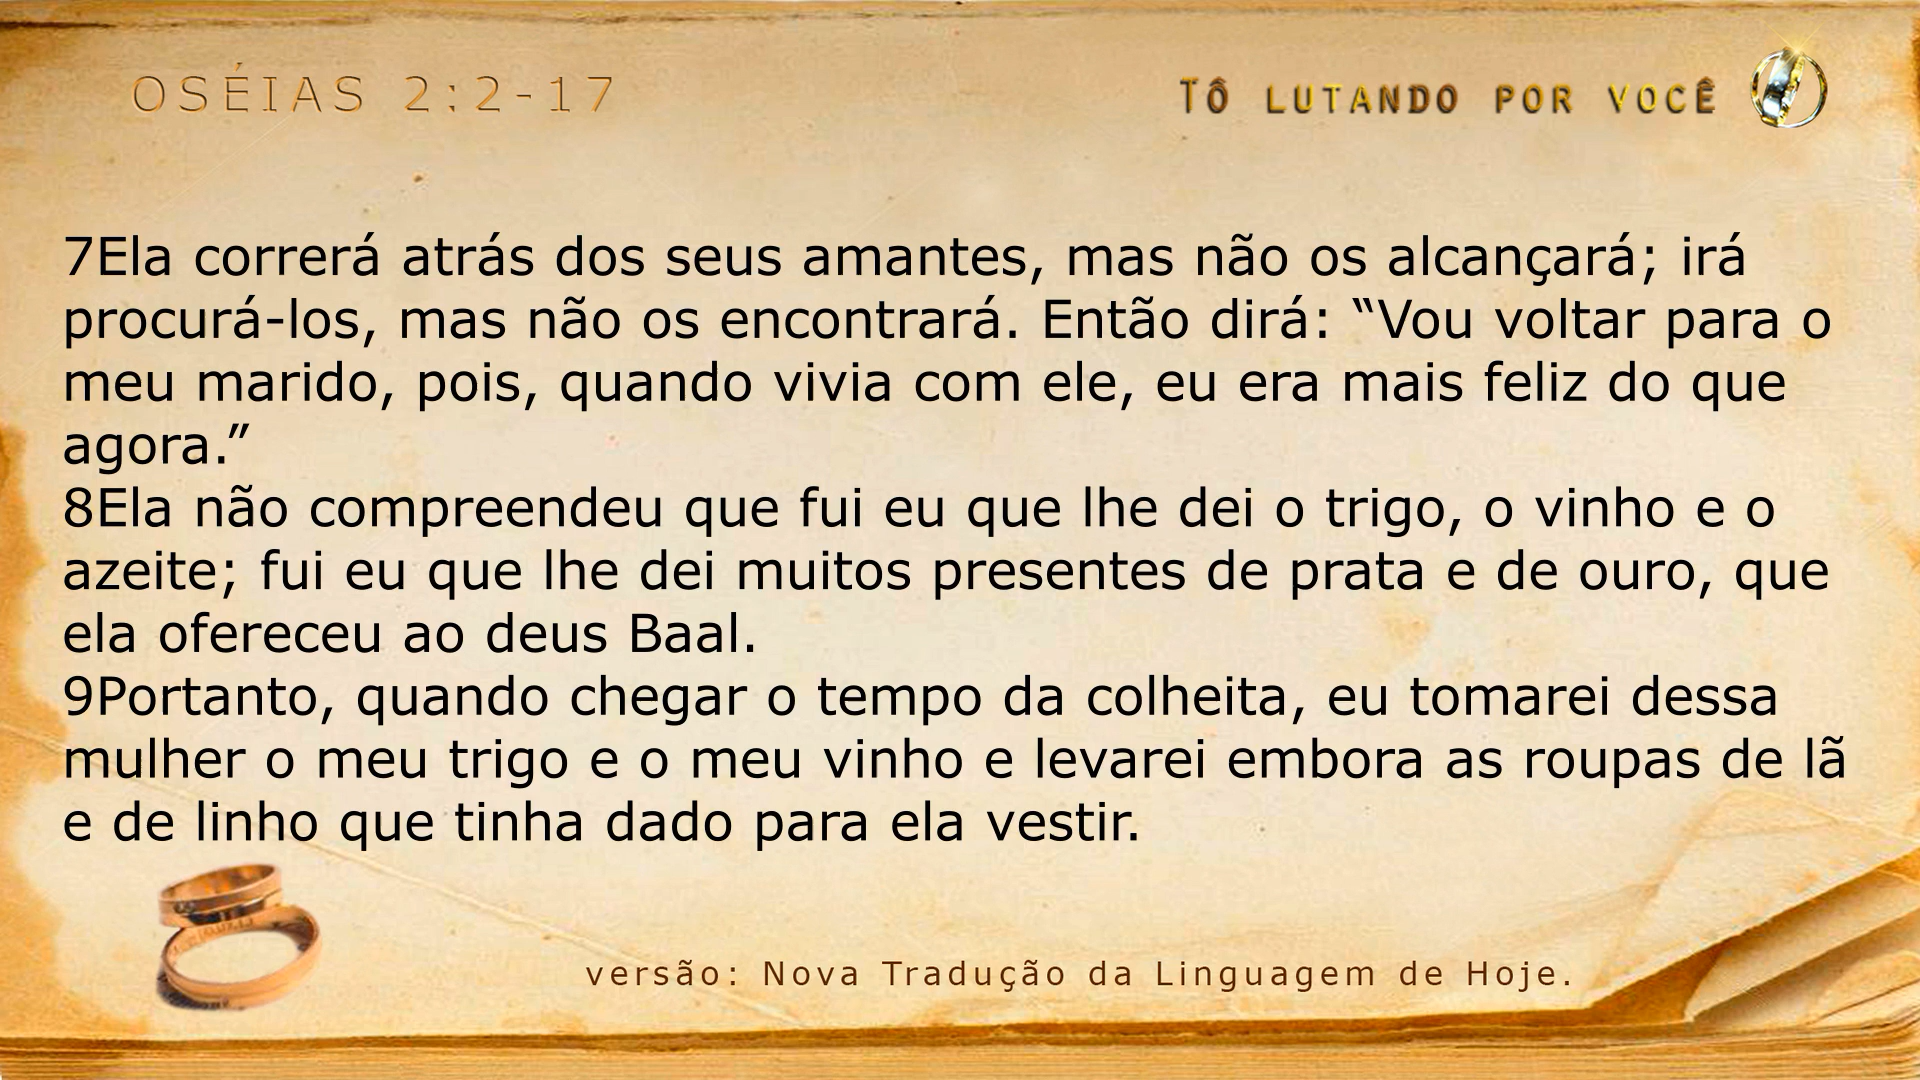 OSÉIAS 2:2-17
TÔ LUTANDO POR VOCÊ
7Ela correrá atrás dos seus amantes, mas não os alcançará; irá
procurá-los, mas não os encontrará. Então dirá: “Vou voltar para o
meu marido, pois, quando vivia com ele, eu era mais feliz do que
agora.”
8Ela não compreendeu que fui eu que lhe dei o trigo, o vinho e o
azeite; fui eu que lhe dei muitos presentes de prata e de ouro, que
ela ofereceu ao deus Baal.
9Portanto, quando chegar o tempo da colheita, eu tomarei dessa
mulher o meu trigo e o meu vinho e levarei embora as roupas de lã
e de linho que tinha dado para ela vestir.
versão: Nova Tradução da Linguagem de Hoje.